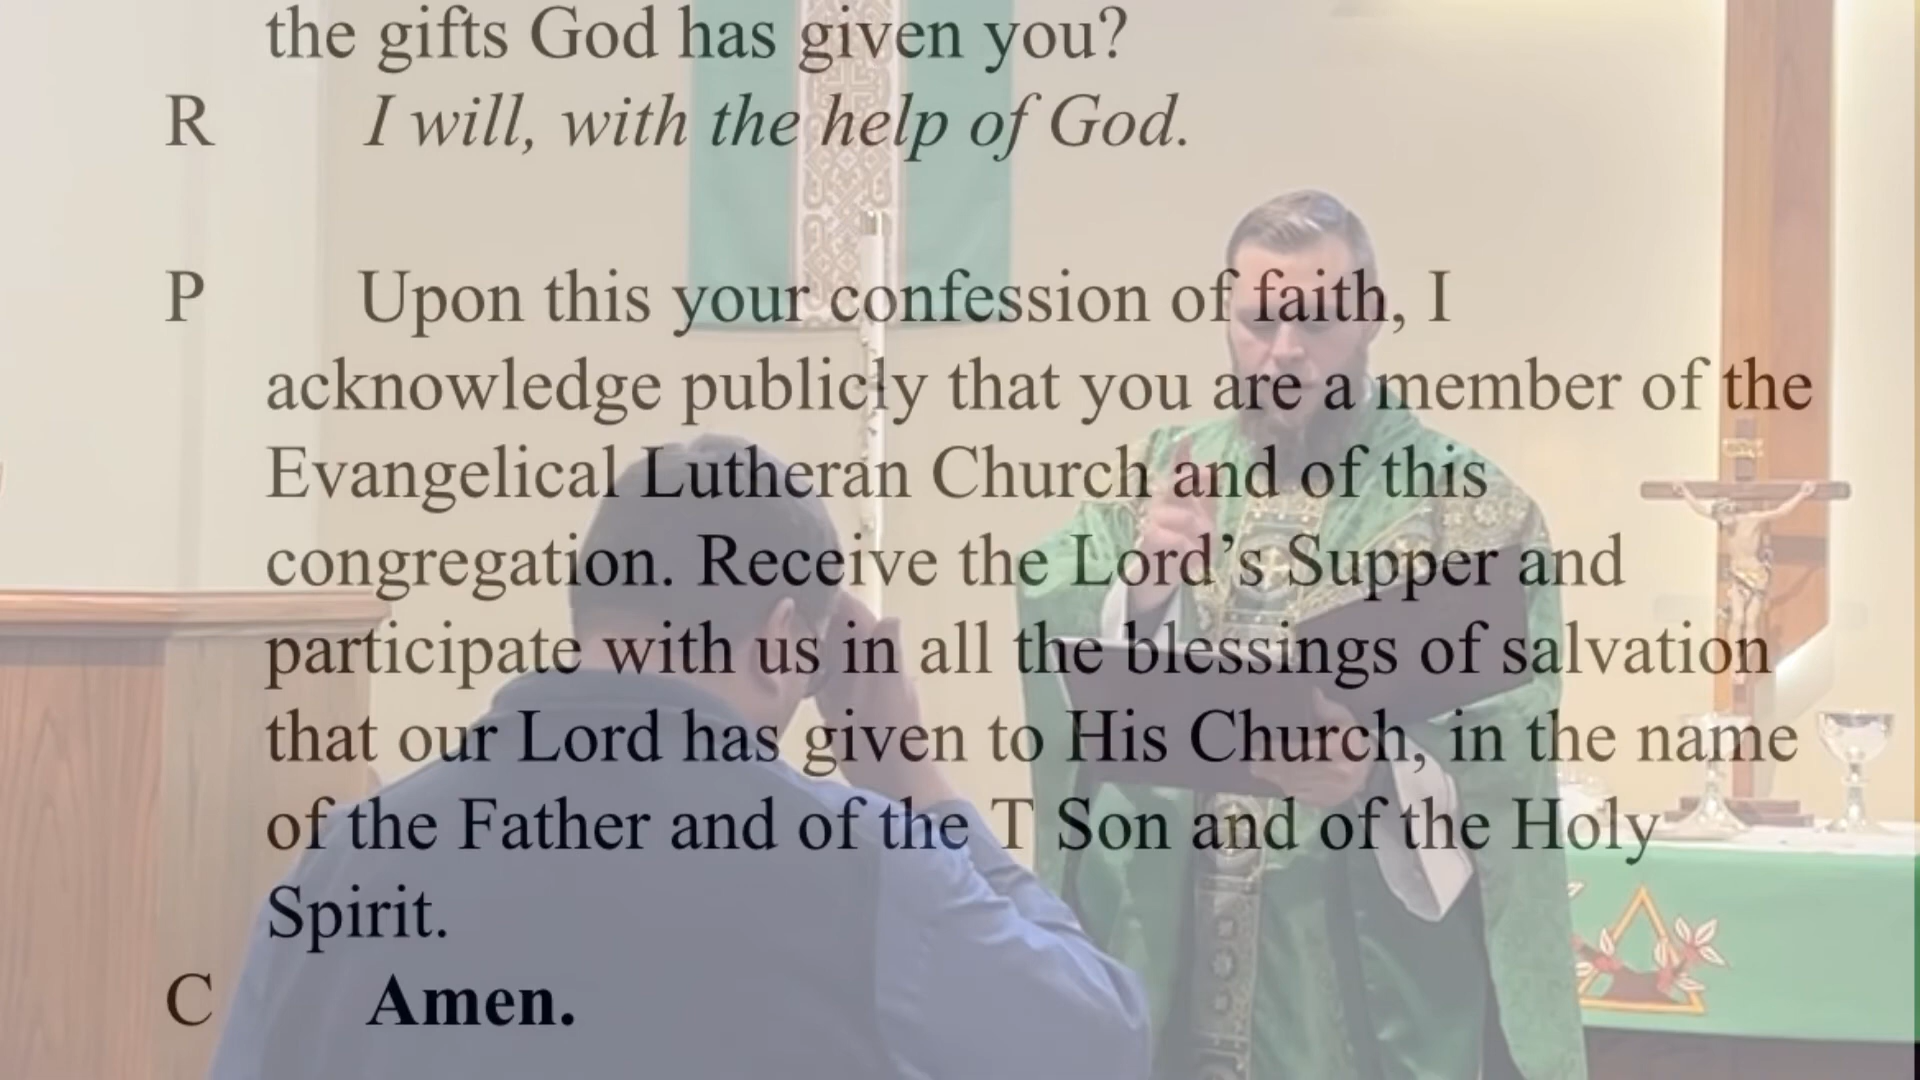 the gifts God has given you?
R I will, with the help of God.
P Upon this your confession of faith, I
acknowledge publicly that you are a member of the
Evangelical Lutheran Church and of this
congregation. Receive the Lord’s Supper and
participate with us in all the blessings of salvation
that our Lord has given to His Church, in the name
of the Father and of the T Son and of the Holy
Spirit.
C Amen.